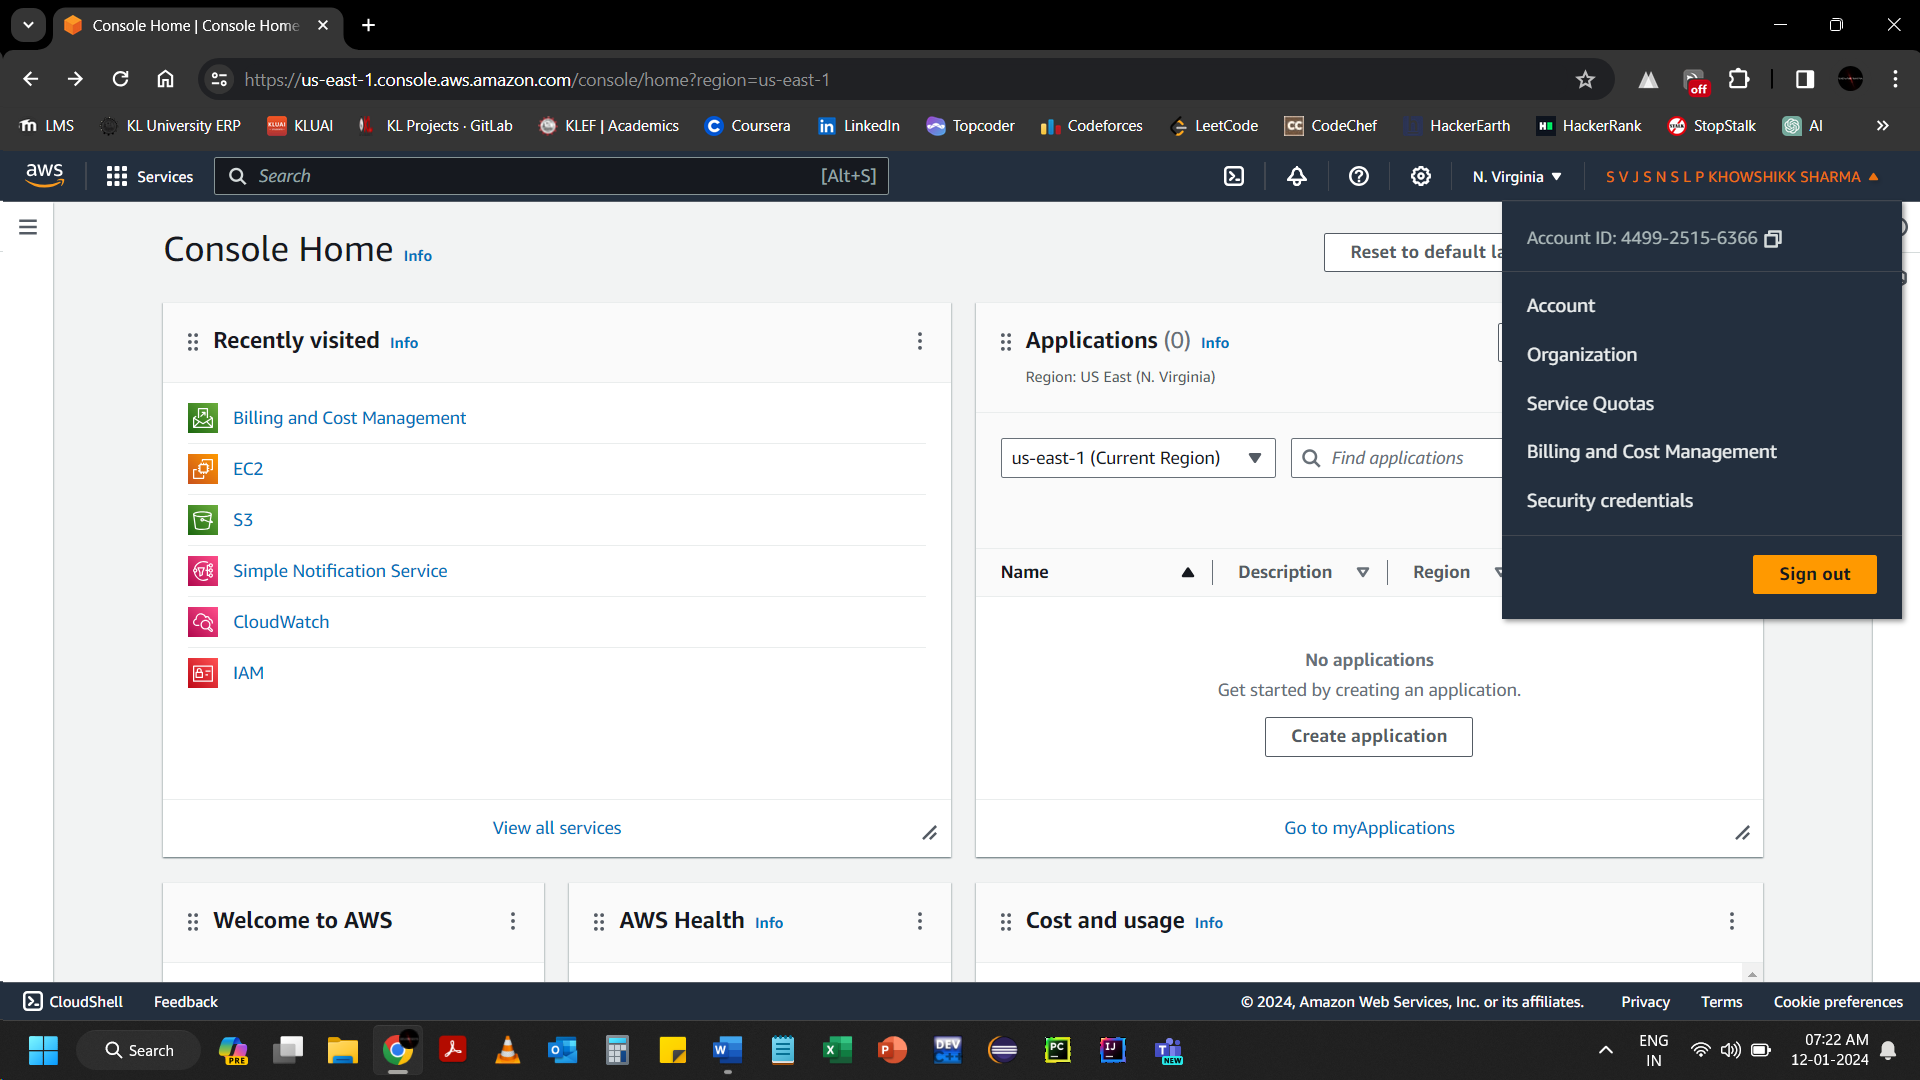 Console Home | Console Home
https://us-east-1.console.aws.amazon.com/console/home?region=us-east-1
off
LMS
KL University ERP
KLUAI
KL Projects · GitLab
KLEF | Academics
Coursera
LinkedIn
Topcoder
Codeforces
LeetCode
CodeChef
HackerEarth
HackerRank
StopStalk
AI
aws
Services
Search
[Alt+S]
N. Virginia
S V J S N S L P KHOWSHIKK SHARMA
Account ID: 4499-2515-6366
Account
Organization
Service Quotas
Billing and Cost Management
Security credentials
Sign out
Console Home Info
Reset to default la
Recently visited Info
Billing and Cost Management
EC2
S3
Simple Notification Service
CloudWatch
IAM
View all services
Applications (0) Info
Region: US East (N. Virginia)
us-east-1 (Current Region)
Find applications
Name
Description
Region
No applications
Get started by creating an application.
Create application
Go to myApplications
Welcome to AWS
AWS Health Info
Cost and usage Info
CloudShell
Feedback
© 2024, Amazon Web Services, Inc. or its affiliates.
Privacy
Terms
Cookie preferences
Search
PRE
DEV
C++
PC
IJ
NEW
ENG
IN
07:22 AM
12-01-2024